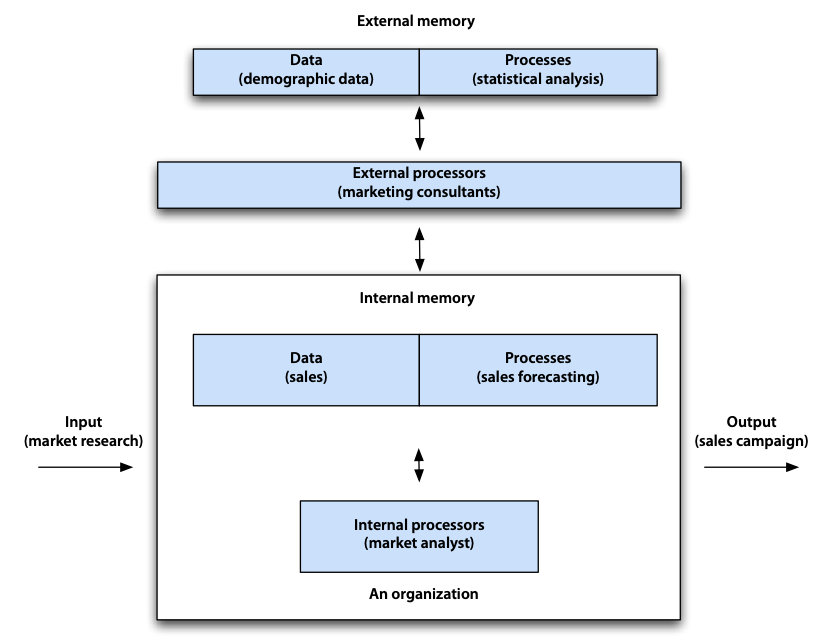 External memory
Data
(demographic data)
Processes
(statistical analysis)
External processors
(marketing consultants)
Internal memory
Data
(sales)
Processes
(sales forecasting)
Input
(market research)
Output
(sales campaign)
Internal processors
(market analyst)
An organization